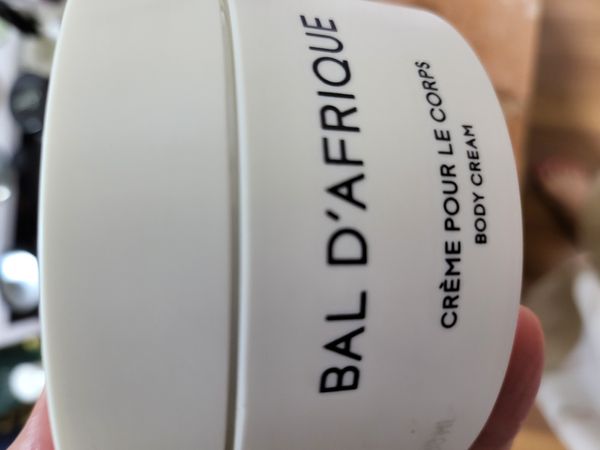 BAL D'AFRIQUE
CRÈME POUR LE CORPS
BODY CREAM